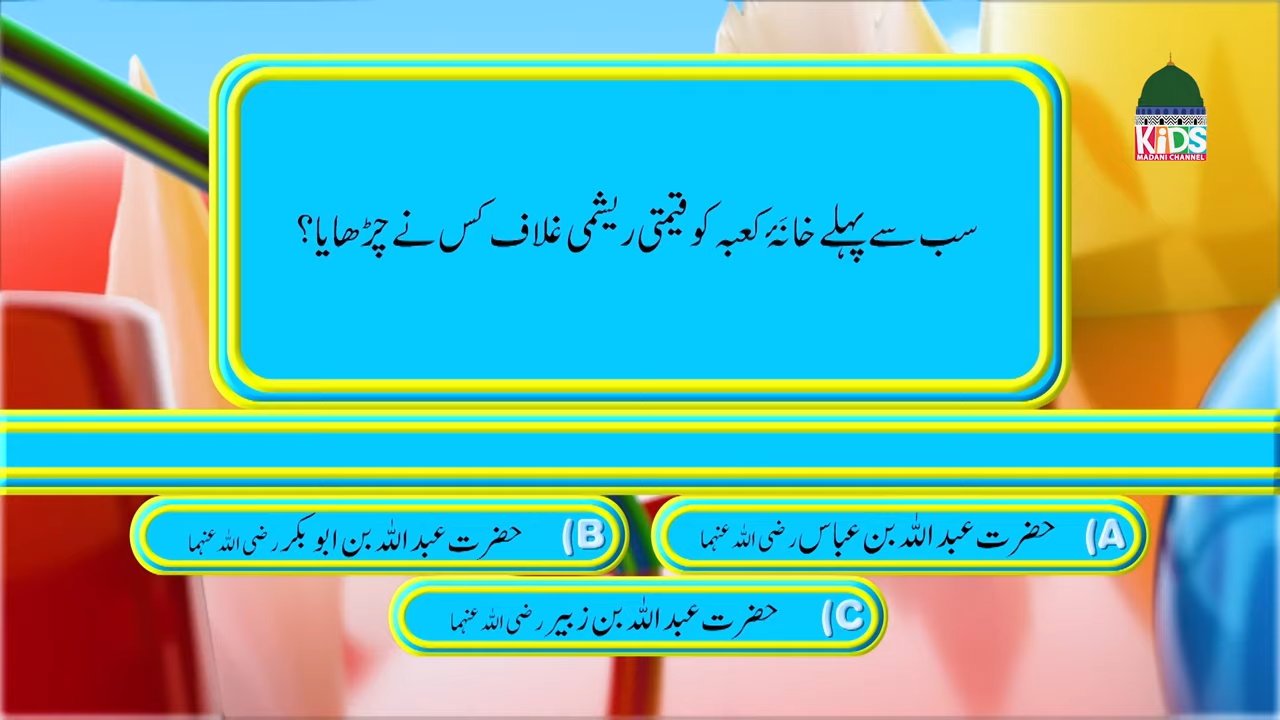 KiDS
MADANI CHANNEL
سب سے پہلے خانۂ کعبہ کو قیمتی ریشمی غلاف کس نے چڑھایا؟
A) حضرت عبد اللہ بن عباس رضی اللہ عنہما
B) حضرت عبد اللہ بن ابو بکر رضی اللہ عنہما
C) حضرت عبد اللہ بن زبیر رضی اللہ عنہما